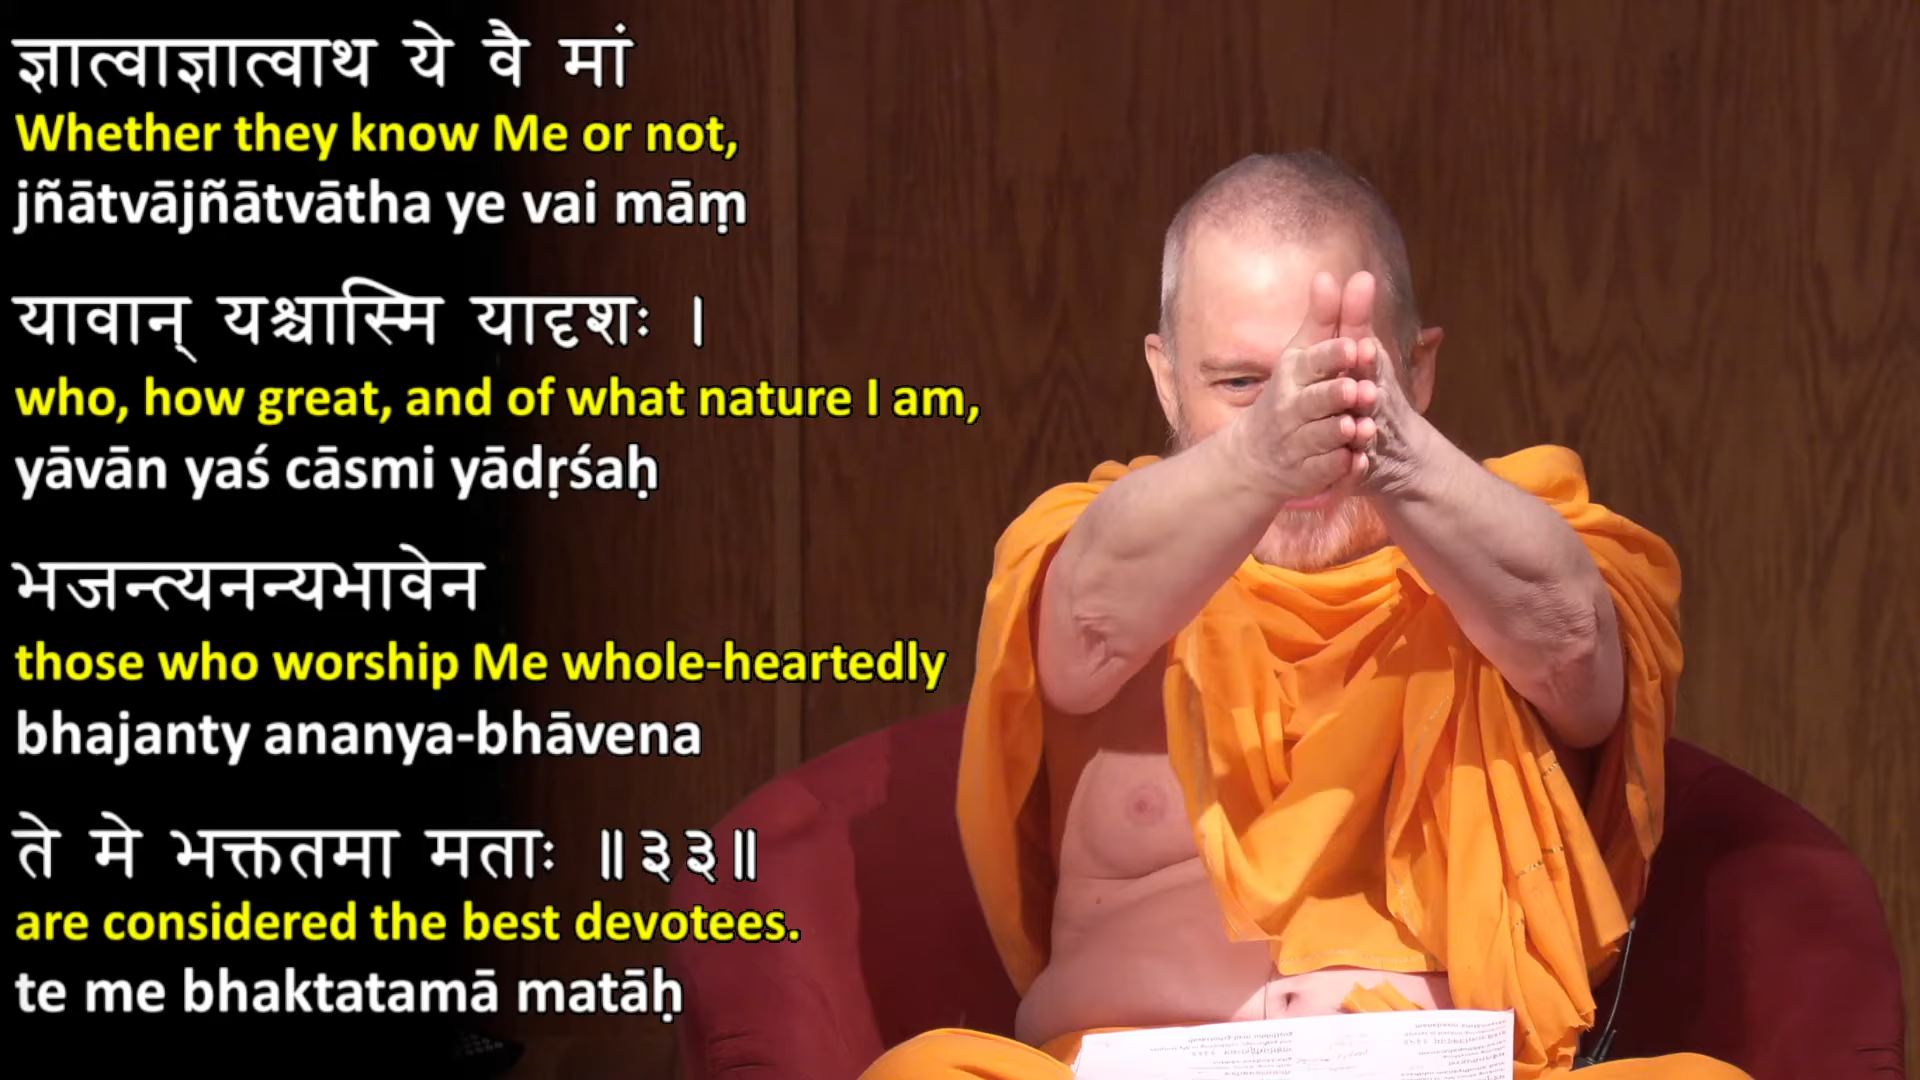 ज्ञात्वाज्ञात्वाथ ये वै मां
Whether they know Me or not,
jñātvājñātvātha ye vai māṃ
यावान् यश्चास्मि यादृशः ।
who, how great, and of what nature I am,
yāvān yaś cāsmi yādṛśaḥ
भजन्त्यनन्यभावेन
those who worship Me whole-heartedly
bhajanty ananya-bhāvena
ते मे भक्ततमा मताः ॥३३॥
are considered the best devotees.
te me bhaktatamā matāḥ